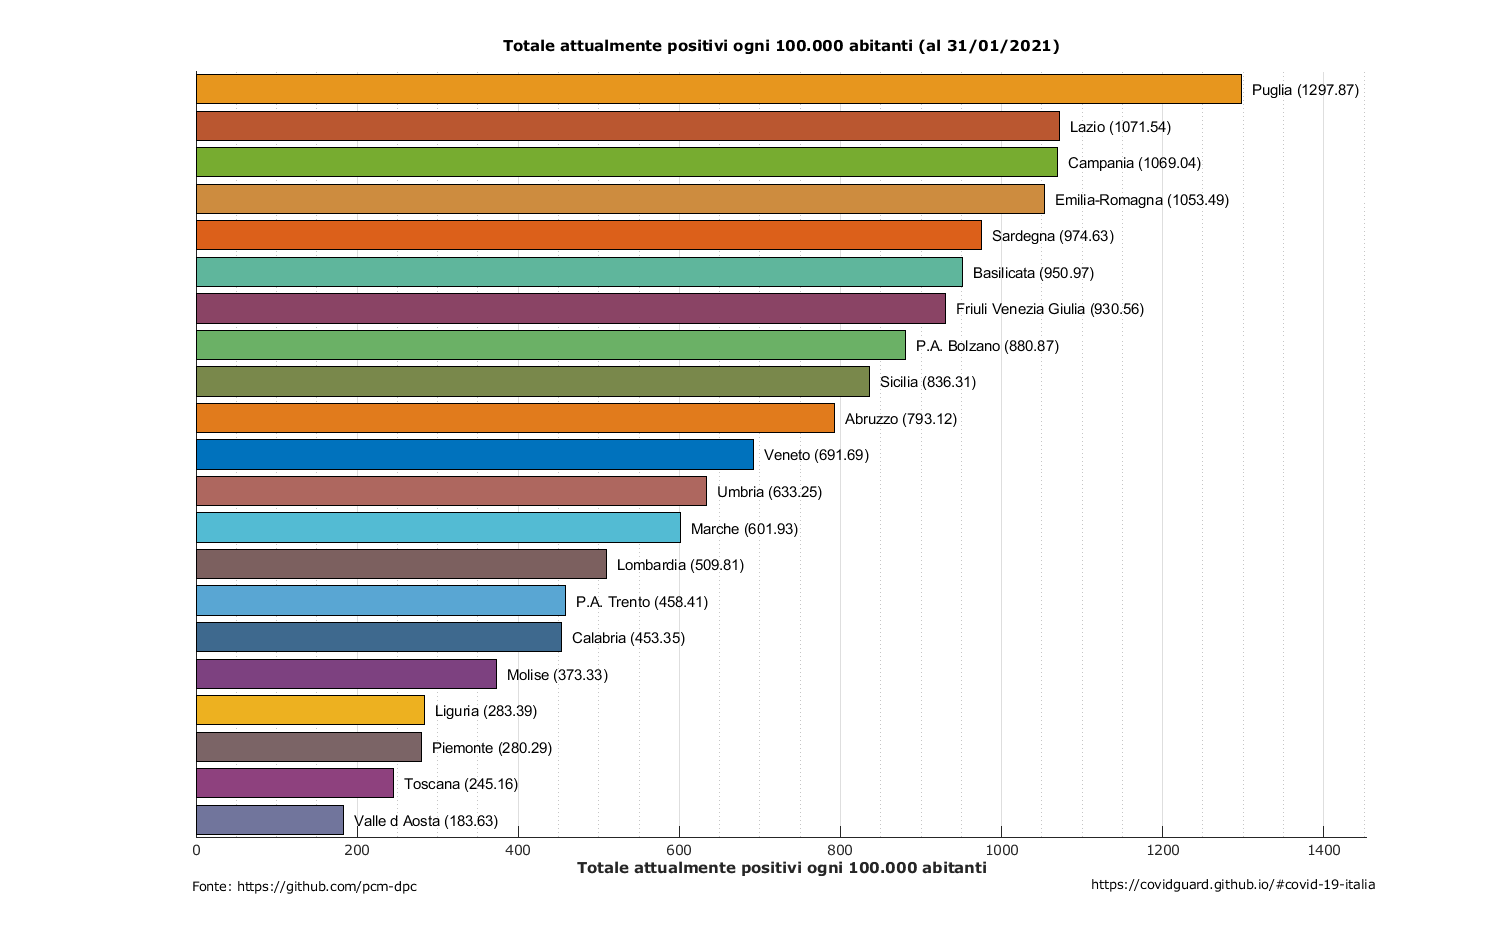 Totale attualmente positivi ogni 100.000 abitanti (al 31/01/2021)
Puglia (1297.87)
Lazio (1071.54)
Campania (1069.04)
Emilia-Romagna (1053.49)
Sardegna (974.63)
Basilicata (950.97)
Friuli Venezia Giulia (930.56)
P.A. Bolzano (880.87)
Sicilia (836.31)
Abruzzo (793.12)
Veneto (691.69)
Umbria (633.25)
Marche (601.93)
Lombardia (509.81)
P.A. Trento (458.41)
Calabria (453.35)
Molise (373.33)
Liguria (283.39)
Piemonte (280.29)
Toscana (245.16)
Valle d Aosta (183.63)
0 200 400 600 800 1000 1200 1400
Totale attualmente positivi ogni 100.000 abitanti
Fonte: https://github.com/pcm-dpc
https://covidguard.github.io/#covid-19-italia